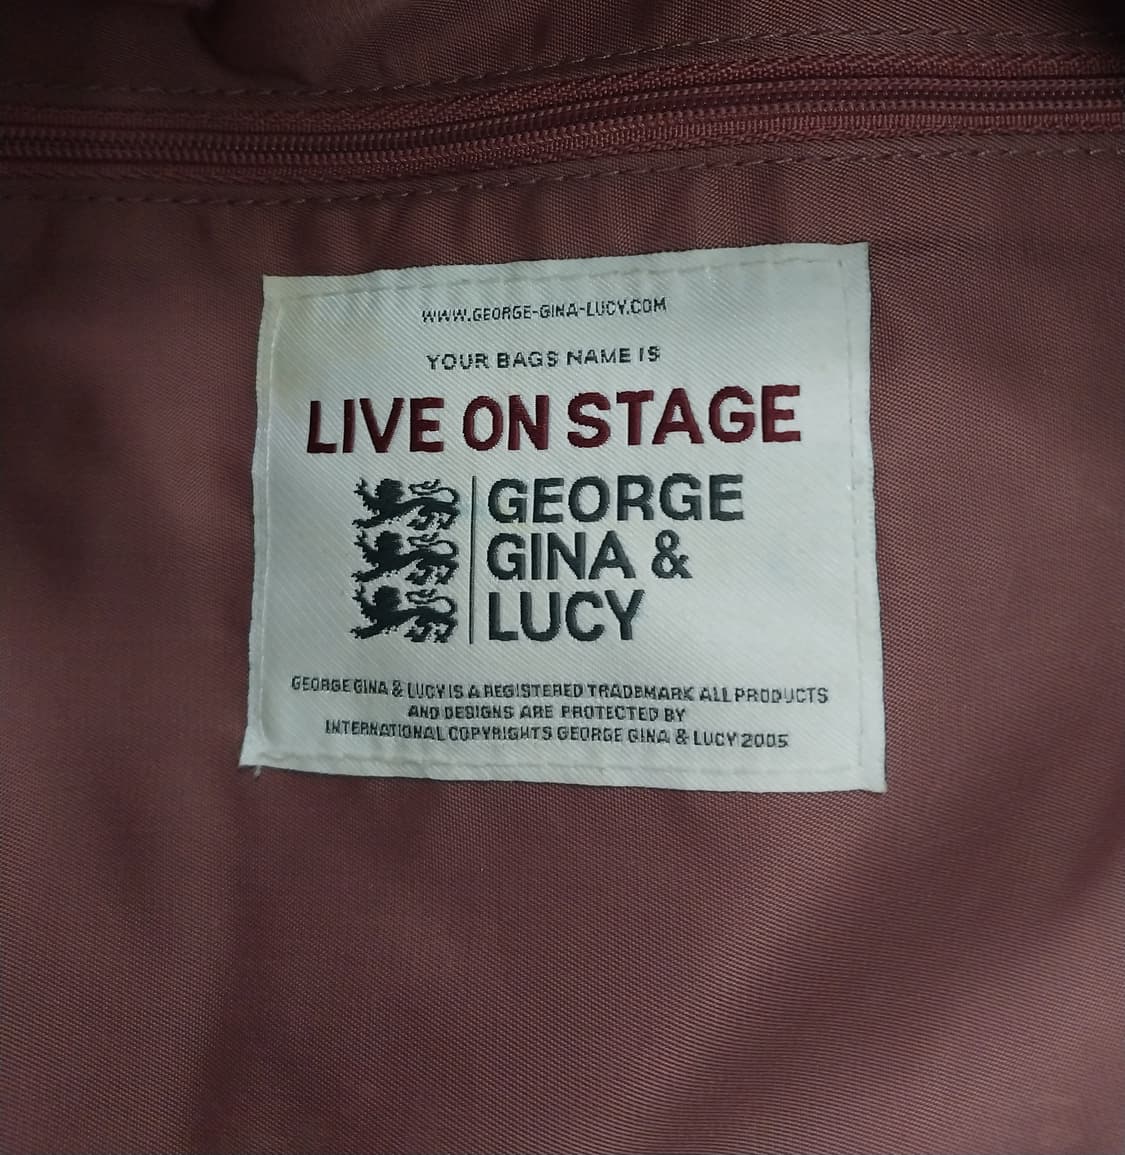 WWW.GEORGE-GINA-LUCY.COM
YOUR BAGS NAME IS
LIVE ON STAGE
GEORGE
GINA &
LUCY
GEORGE GINA & LUCY IS A REGISTERED TRADEMARK ALL PRODUCTS
AND DESIGNS ARE PROTECTED BY
INTERNATIONAL COPYRIGHTS GEORGE GINA & LUCY 2005